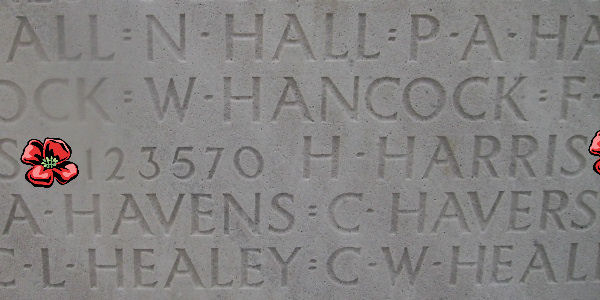 ALL = N · HALL = P · A · HA
OCK = W · HANCOCK = F ·
S 123570 H · HARRIS
A · HAVENS = C · HAVERS
C · L · HEALEY = C · W · HEAL